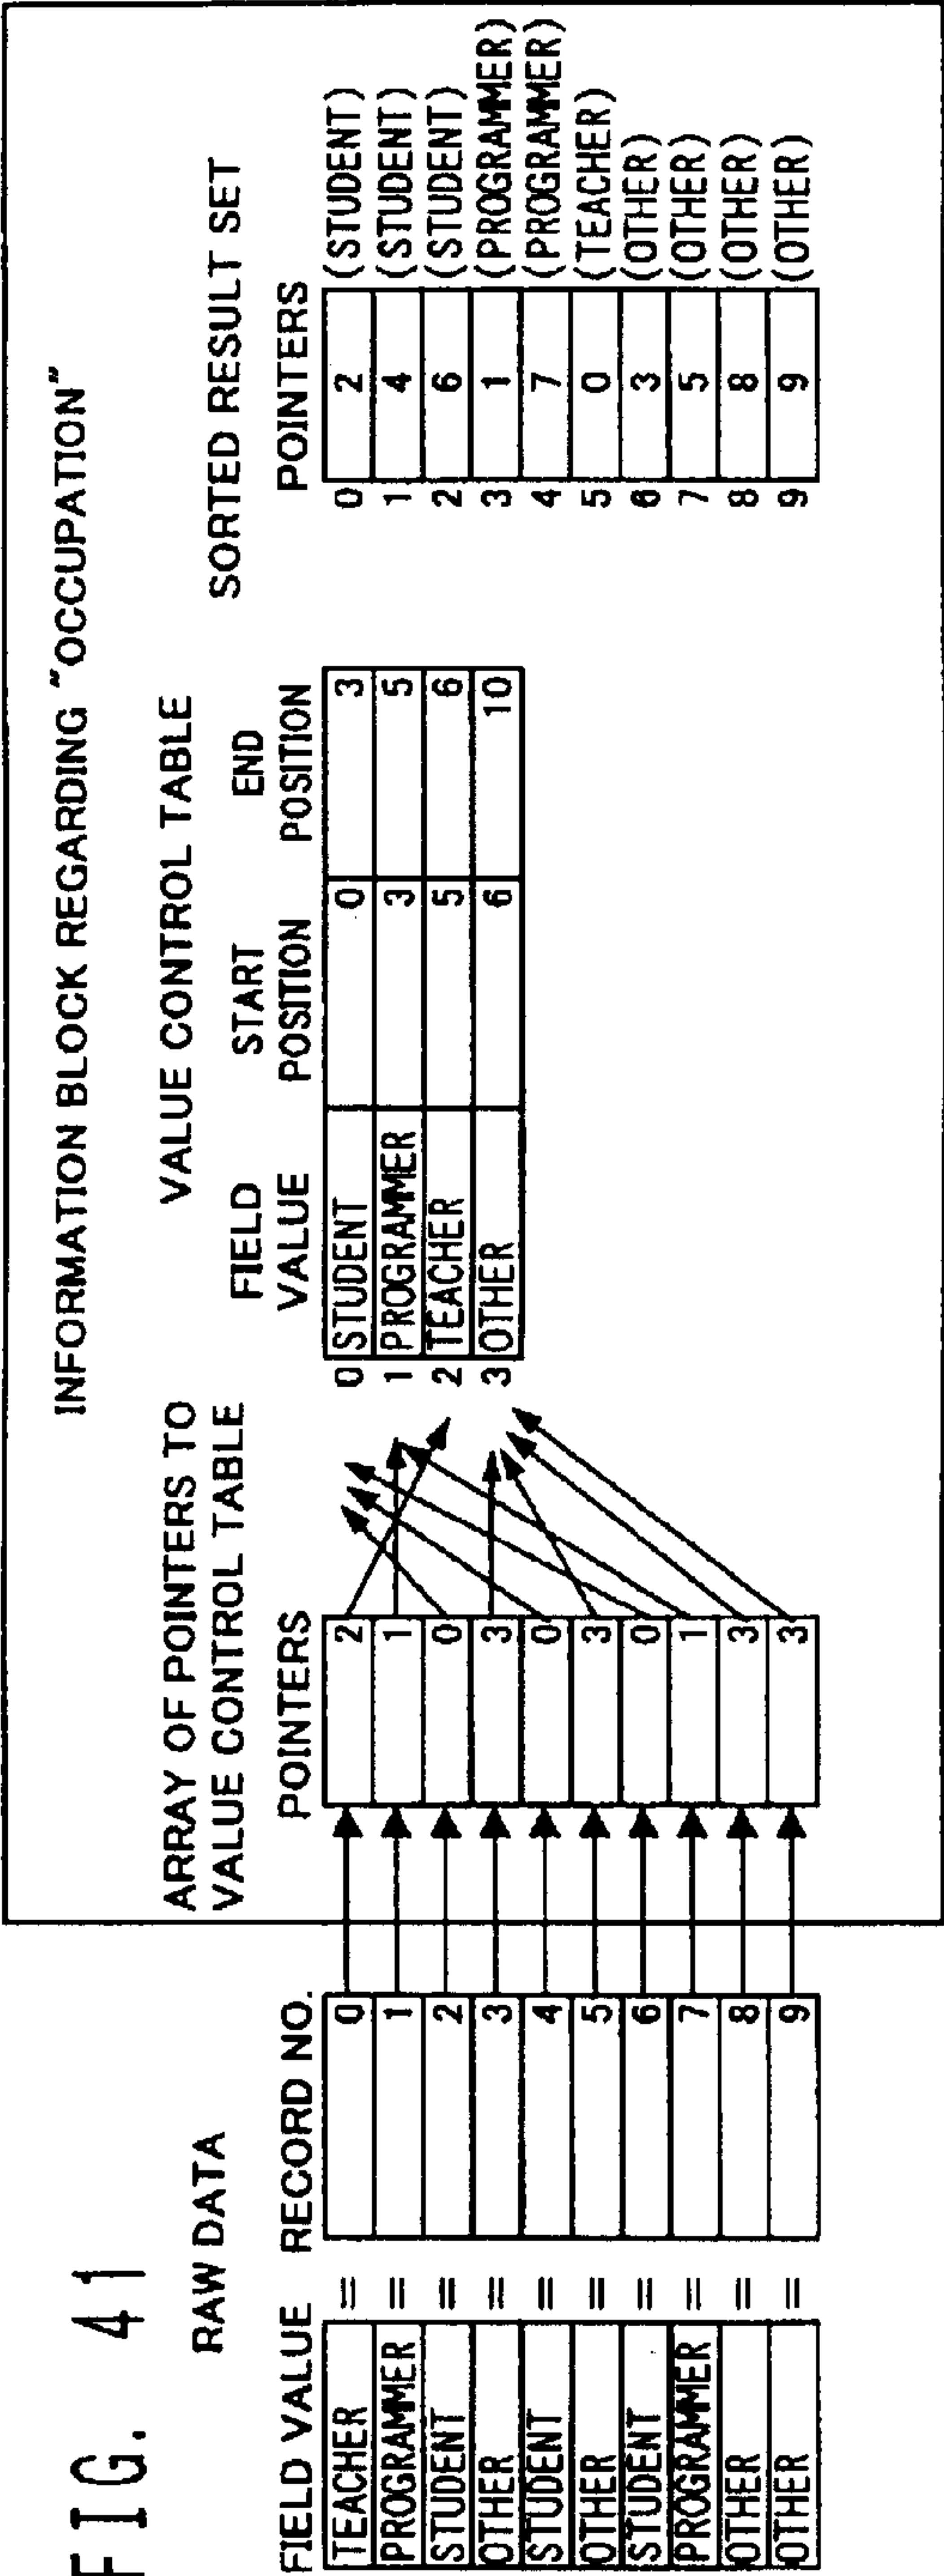 FIG. 41
RAW DATA
FIELD VALUE RECORD NO.
TEACHER = 0
PROGRAMMER = 1
STUDENT = 2
OTHER = 3
STUDENT = 4
OTHER = 5
STUDENT = 6
PROGRAMMER = 7
OTHER = 8
OTHER = 9
INFORMATION BLOCK REGARDING "OCCUPATION"
ARRAY OF POINTERS TO
VALUE CONTROL TABLE
POINTERS
2
1
0
3
0
3
0
1
3
3
VALUE CONTROL TABLE
FIELD START END
VALUE POSITION POSITION
0 STUDENT 0 3
1 PROGRAMMER 3 5
2 TEACHER 5 6
3 OTHER 6 10
SORTED RESULT SET
POINTERS
0 2 (STUDENT)
1 4 (STUDENT)
2 6 (STUDENT)
3 1 (PROGRAMMER)
4 7 (PROGRAMMER)
5 0 (TEACHER)
6 3 (OTHER)
7 5 (OTHER)
8 8 (OTHER)
9 9 (OTHER)